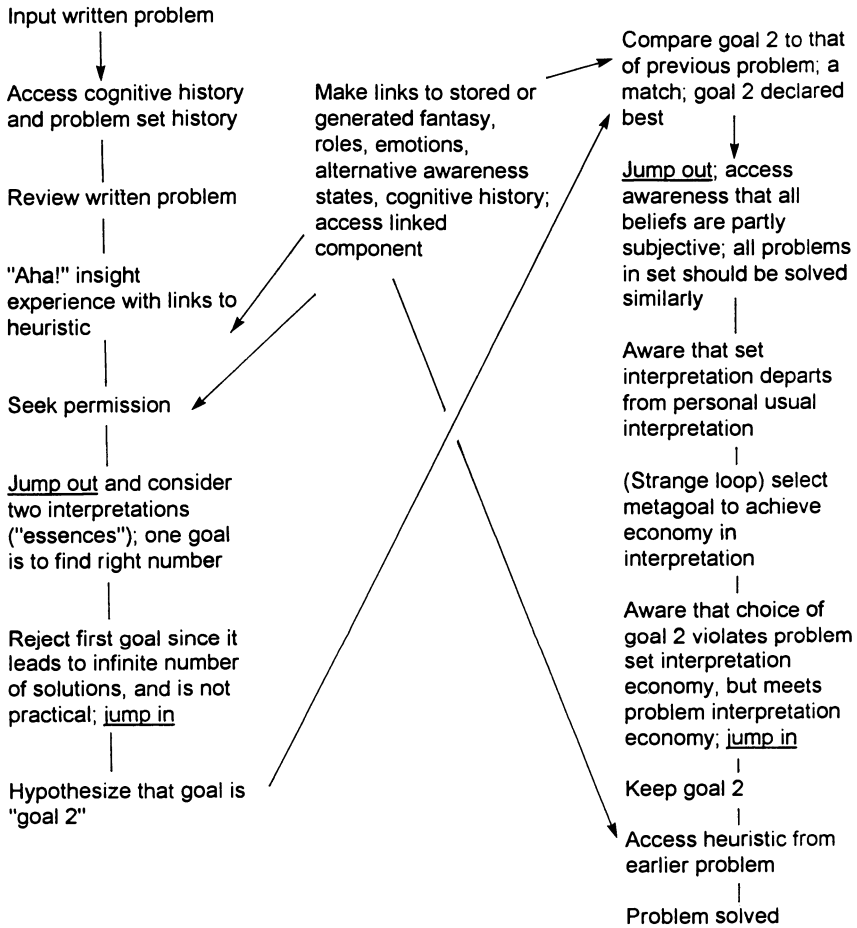 Input written problem
Access cognitive history
and problem set history
Review written problem
"Aha!" insight
experience with links to
heuristic
Seek permission
Jump out and consider
two interpretations
("essences"); one goal
is to find right number
Reject first goal since it
leads to infinite number
of solutions, and is not
practical; jump in
Hypothesize that goal is
"goal 2"
Make links to stored or
generated fantasy,
roles, emotions,
alternative awareness
states, cognitive history;
access linked
component
Compare goal 2 to that
of previous problem; a
match; goal 2 declared
best
Jump out; access
awareness that all
beliefs are partly
subjective; all problems
in set should be solved
similarly
Aware that set
interpretation departs
from personal usual
interpretation
(Strange loop) select
metagoal to achieve
economy in
interpretation
Aware that choice of
goal 2 violates problem
set interpretation
economy, but meets
problem interpretation
economy; jump in
Keep goal 2
Access heuristic from
earlier problem
Problem solved